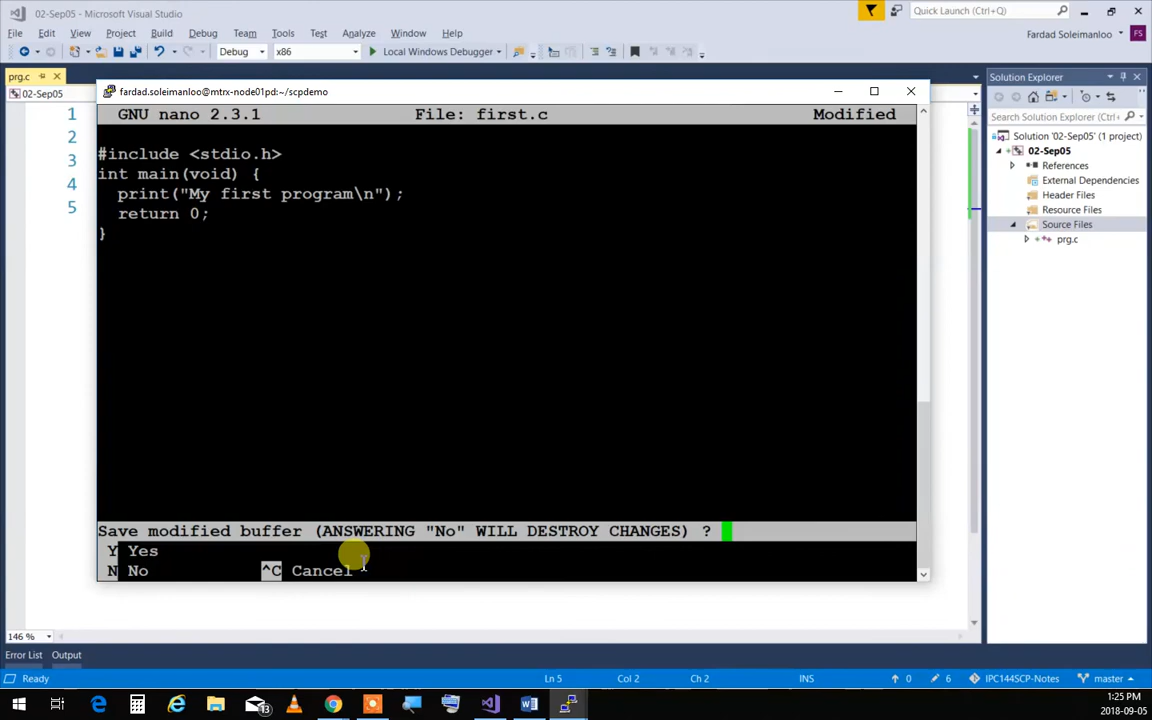 02-Sep05 - Microsoft Visual Studio
Quick Launch (Ctrl+Q)
File Edit View Project Build Debug Team Tools Test Analyze Window Help
Fardad Soleimanloo FS
Debug x86 Local Windows Debugger
prg.c
02-Sep05
1
2
3
4
5
fardad.soleimanloo@mtrx-node01pd:~/scpdemo
GNU nano 2.3.1 File: first.c Modified
#include <stdio.h>
int main(void) {
print("My first program\n");
return 0;
}
Save modified buffer (ANSWERING "No" WILL DESTROY CHANGES) ?
Y Yes
N No ^C Cancel
Solution Explorer
Search Solution Explorer (Ctrl+;)
Solution '02-Sep05' (1 project)
02-Sep05
References
External Dependencies
Header Files
Resource Files
Source Files
prg.c
146 %
Error List Output
Ready Ln 5 Col 2 Ch 2 INS 0 6 IPC144SCP-Notes master
13
1:25 PM
2018-09-05